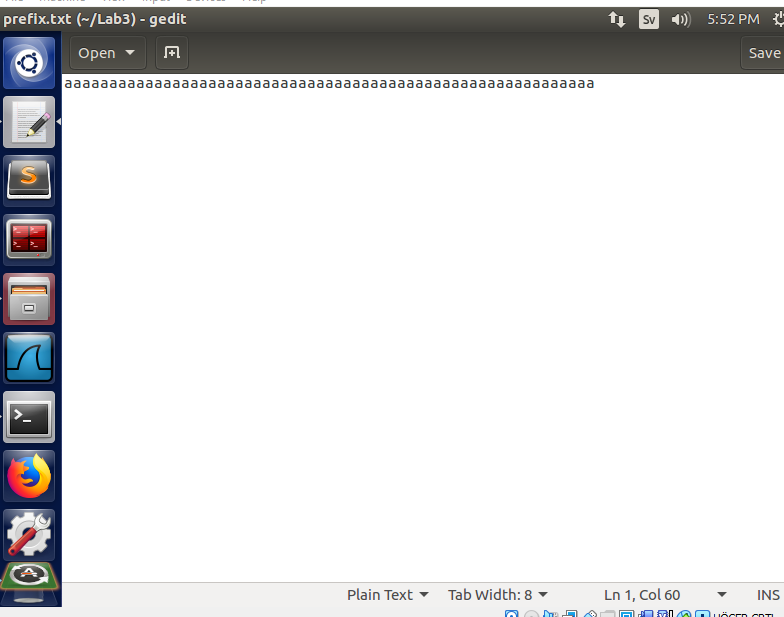 prefix.txt (~/Lab3) - gedit
Sv 5:52 PM
Open
Save
aaaaaaaaaaaaaaaaaaaaaaaaaaaaaaaaaaaaaaaaaaaaaaaaaaaaaaaaaaa
Plain Text Tab Width: 8 Ln 1, Col 60 INS